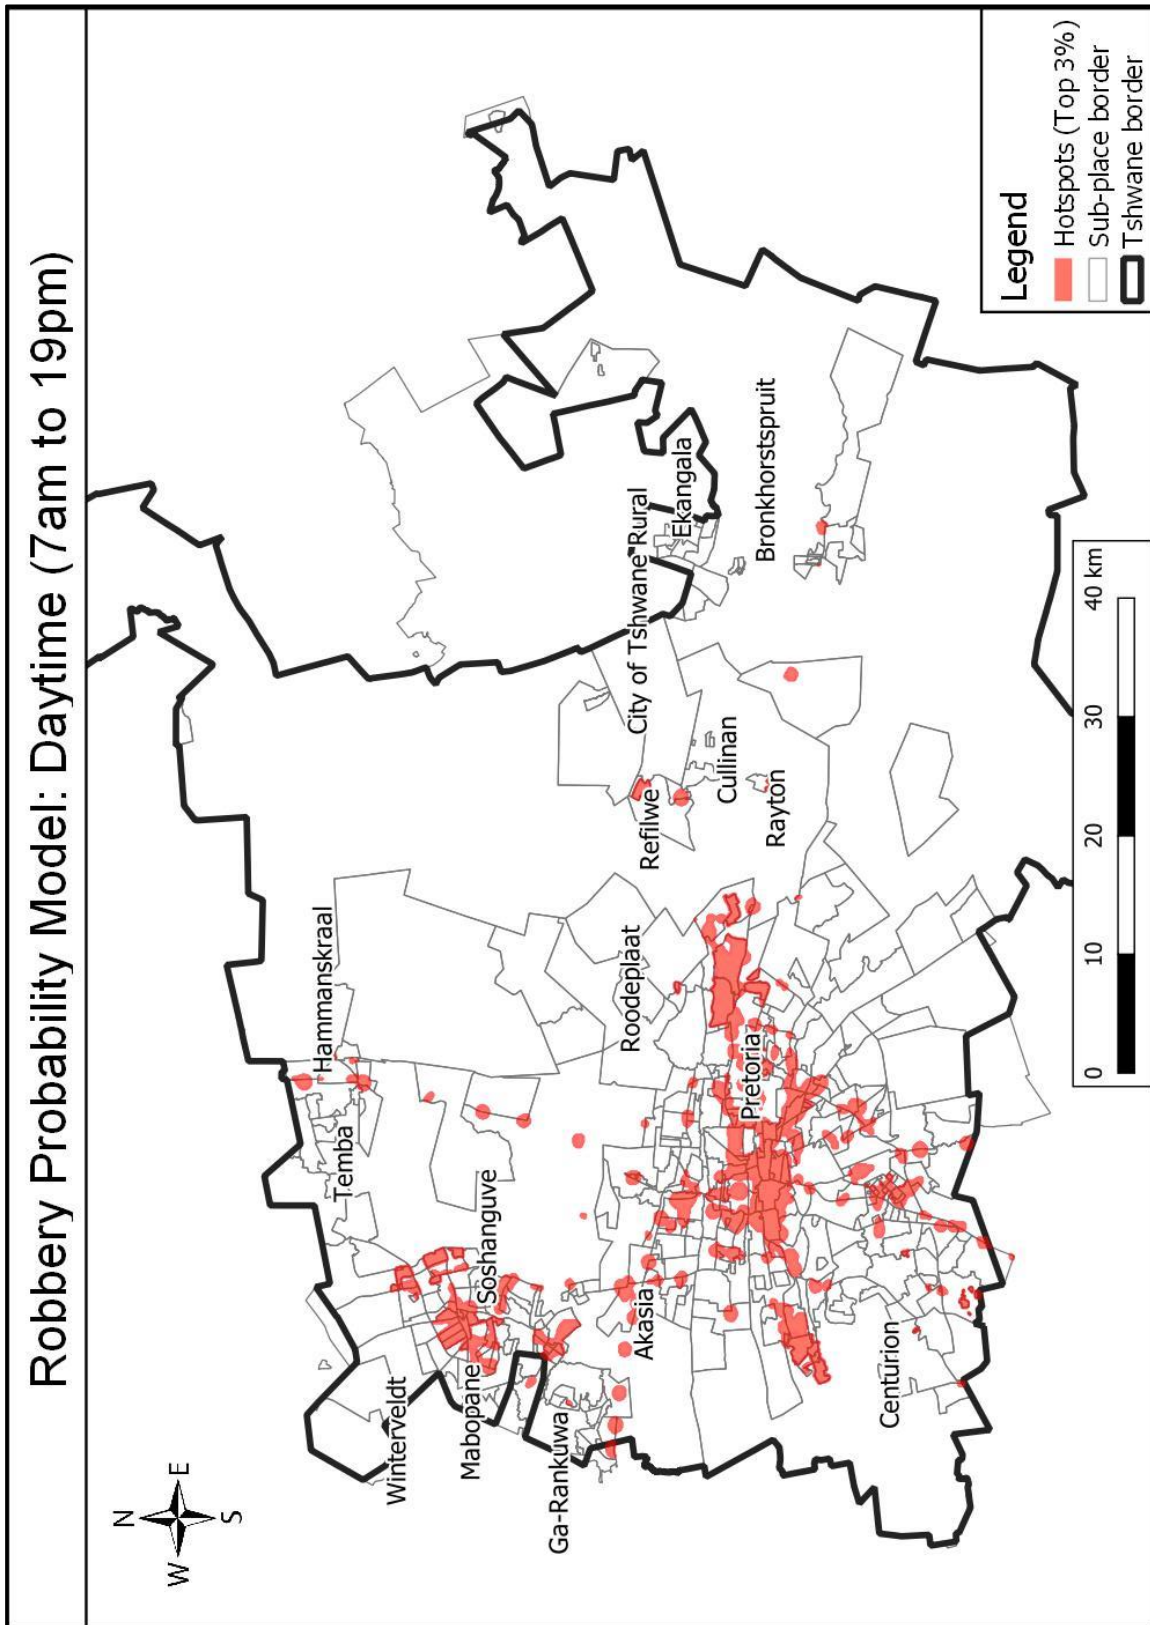 Robbery Probability Model: Daytime (7am to 19pm)
N
W
E
S
Hammanskraal
Temba
Winterveldt
Soshanguve
Mabopane
Ga-Rankuwa
Akasia
Roodeplaat
Refilwe
City of Tshwane Rural
Ekangala
Cullinan
Rayton
Bronkhorstspruit
Pretoria
Centurion
0 10 20 30 40 km
Legend
Hotspots (Top 3%)
Sub-place border
Tshwane border